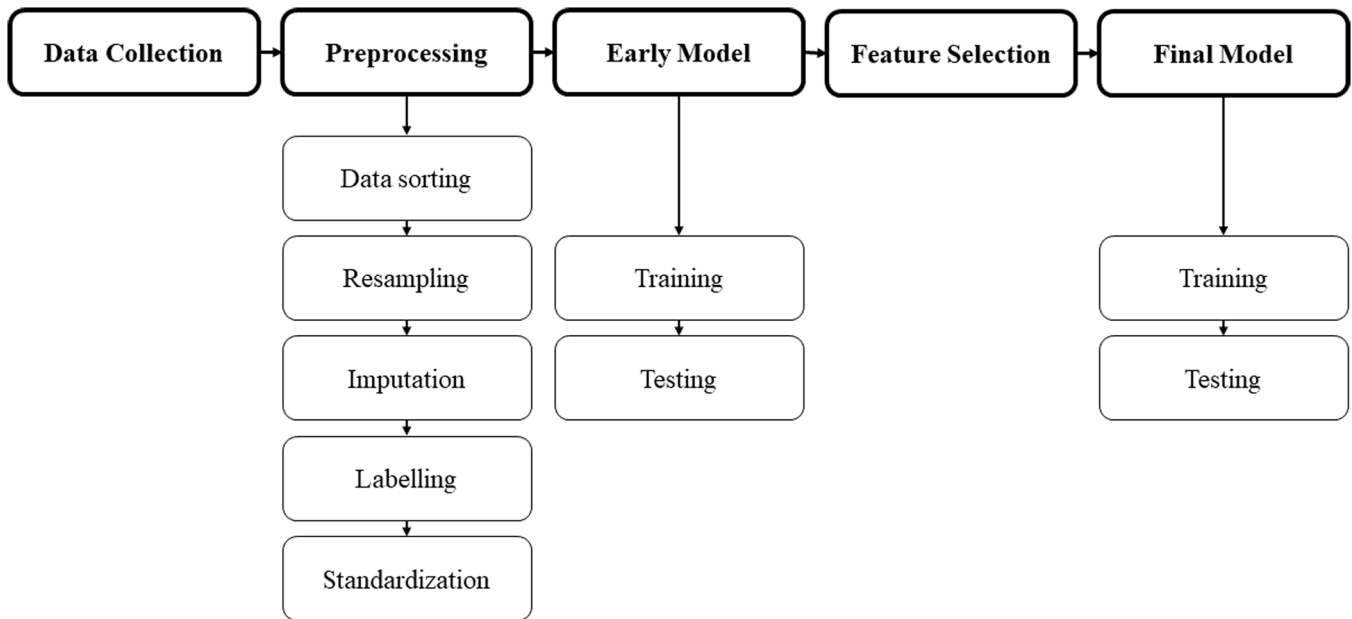 Data Collection
Preprocessing
Early Model
Feature Selection
Final Model
Data sorting
Resampling
Imputation
Labelling
Standardization
Training
Testing
Training
Testing